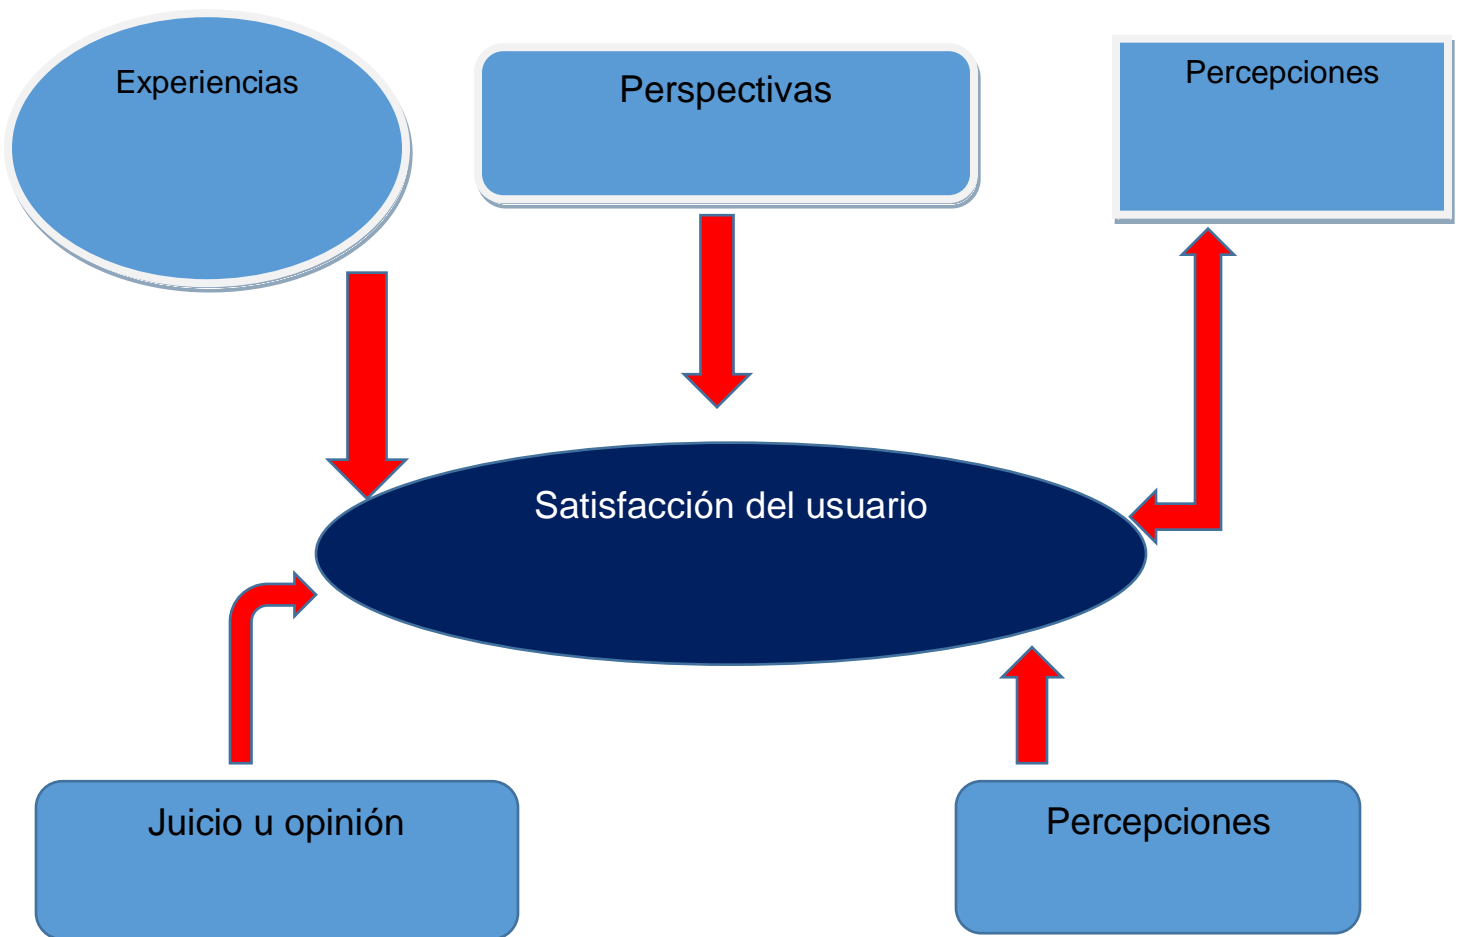 Experiencias
Perspectivas
Percepciones
Satisfacción del usuario
Juicio u opinión
Percepciones